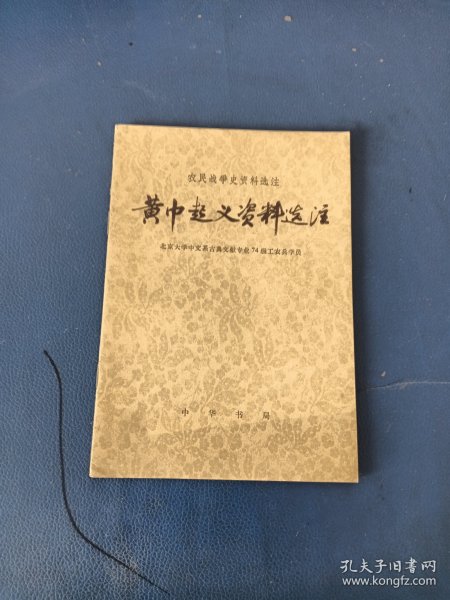 农民战争史资料选注
黄巾起义资料选注
北京大学中文系古典文献专业74级工农兵学员
中华书局
孔夫子旧书网
www.kongfz.com